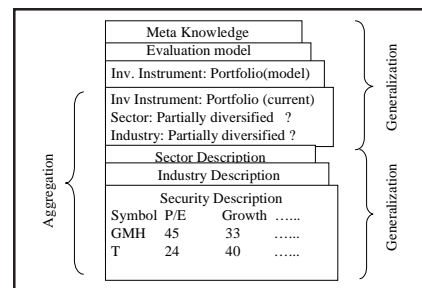 Meta Knowledge
Evaluation model
Inv. Instrument: Portfolio(model)
Inv Instrument: Portfolio (current)
Sector: Partially diversified ?
Industry: Partially diversified ?
Sector Description
Industry Description
Security Description
Symbol P/E Growth …...
GMH 45 33 …...
T 24 40 …...
Aggregation
Generalization
Generalization